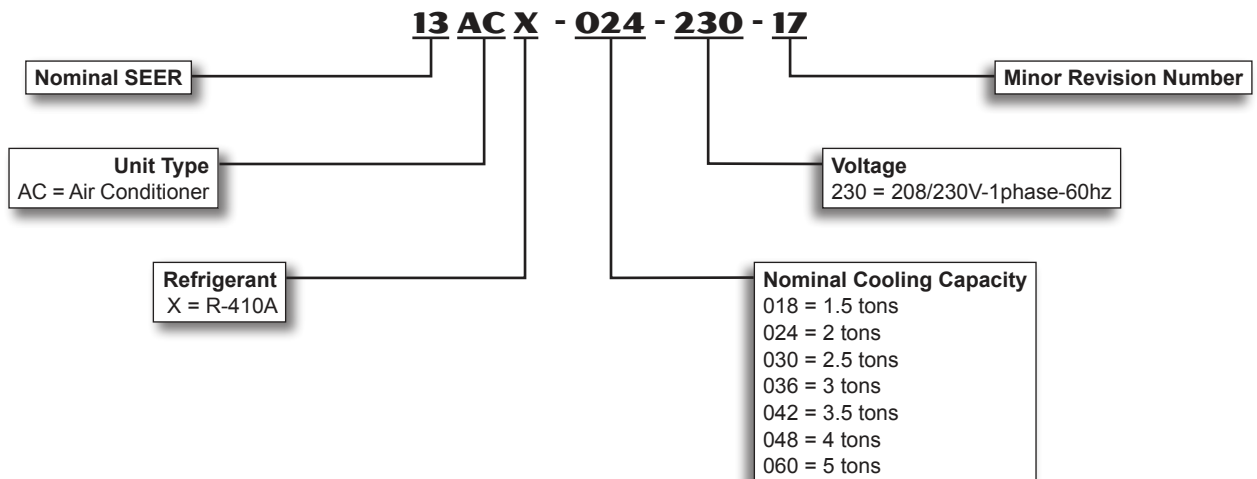 13 AC X - 024 - 230 - 17
Nominal SEER
Minor Revision Number
Unit Type
AC = Air Conditioner
Voltage
230 = 208/230V-1phase-60hz
Refrigerant
X = R-410A
Nominal Cooling Capacity
018 = 1.5 tons
024 = 2 tons
030 = 2.5 tons
036 = 3 tons
042 = 3.5 tons
048 = 4 tons
060 = 5 tons